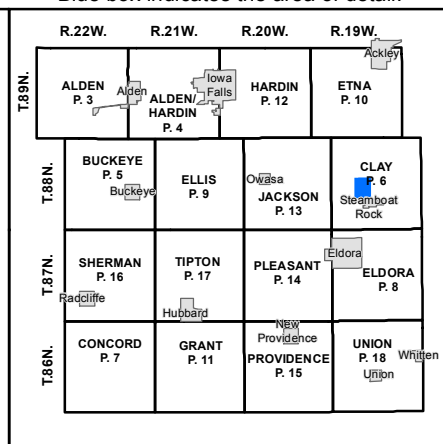 Blue box indicates the area of detail.
R.22W. R.21W. R.20W. R.19W.
Ackley
T.89N.
ALDEN
P. 3
Alden
ALDEN/
HARDIN
P. 4
Iowa
Falls
HARDIN
P. 12
ETNA
P. 10
T.88N.
BUCKEYE
P. 5
Buckeye
ELLIS
P. 9
Owasa
JACKSON
P. 13
CLAY
P. 6
Steamboat
Rock
T.87N.
SHERMAN
P. 16
Radcliffe
TIPTON
P. 17
Hubbard
PLEASANT
P. 14
Eldora
ELDORA
P. 8
T.86N.
CONCORD
P. 7
GRANT
P. 11
New
Providence
PROVIDENCE
P. 15
UNION
P. 18
Union
Whitten